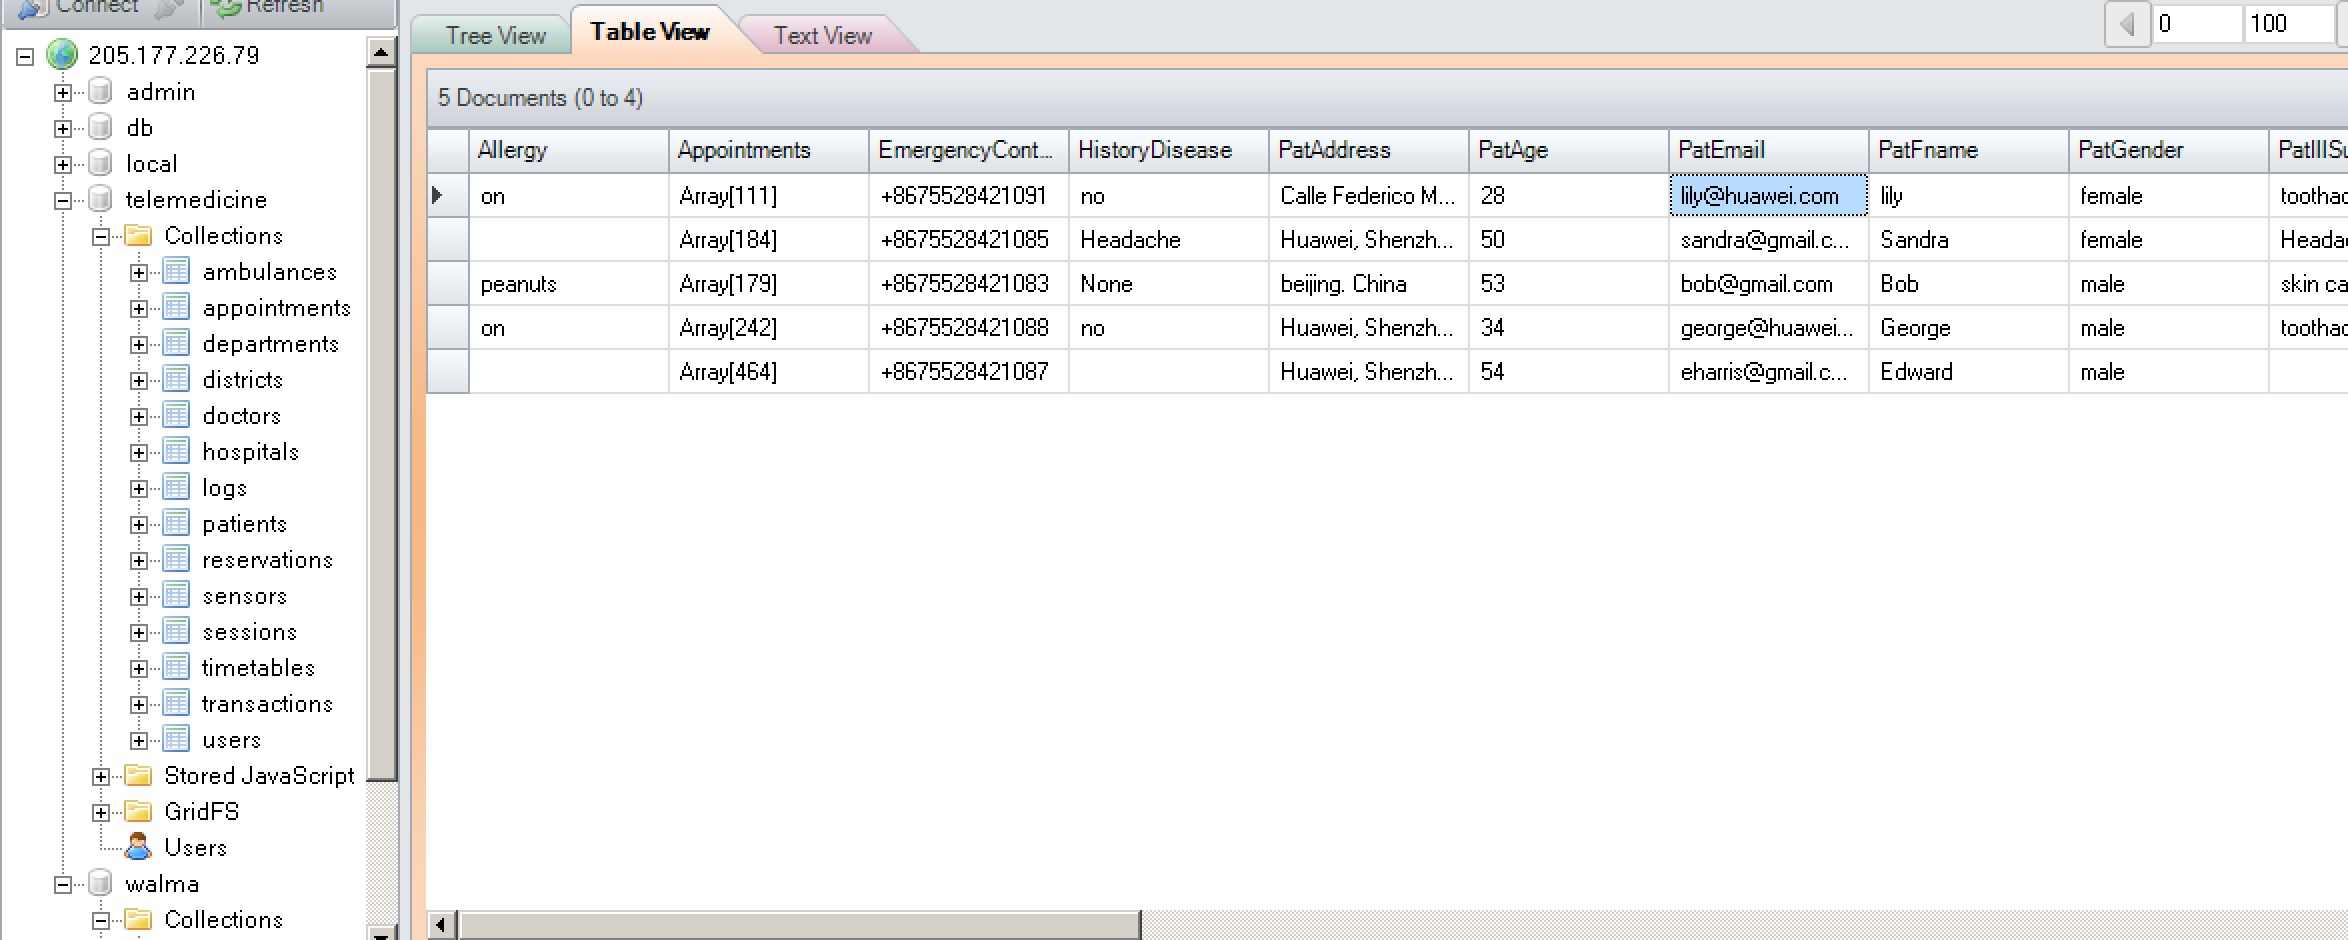 Connect Refresh
205.177.226.79
admin
db
local
telemedicine
Collections
ambulances
appointments
departments
districts
doctors
hospitals
logs
patients
reservations
sensors
sessions
timetables
transactions
users
Stored JavaScript
GridFS
Users
walma
Collections
Tree View Table View Text View 0 100
5 Documents (0 to 4)
Allergy Appointments EmergencyCont... HistoryDisease PatAddress PatAge PatEmail PatFname PatGender PatIllSu
on Array[111] +8675528421091 no Calle Federico M... 28 lily@huawei.com lily female toothac
Array[184] +8675528421085 Headache Huawei, Shenzh... 50 sandra@gmail.c... Sandra female Heada
peanuts Array[179] +8675528421083 None beijing. China 53 bob@gmail.com Bob male skin ca
on Array[242] +8675528421088 no Huawei, Shenzh... 34 george@huawei... George male toothac
Array[464] +8675528421087 Huawei, Shenzh... 54 eharris@gmail.c... Edward male